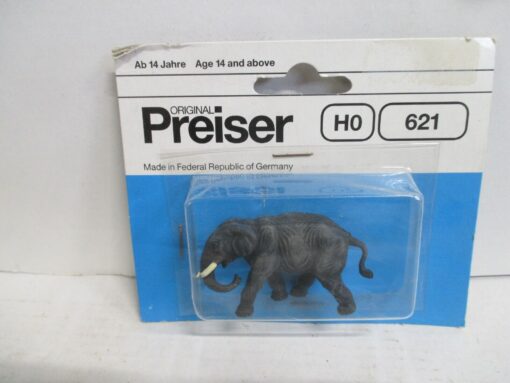 Ab 14 Jahre Age 14 and above
ORIGINAL
Preiser
H0 621
Made in Federal Republic of Germany